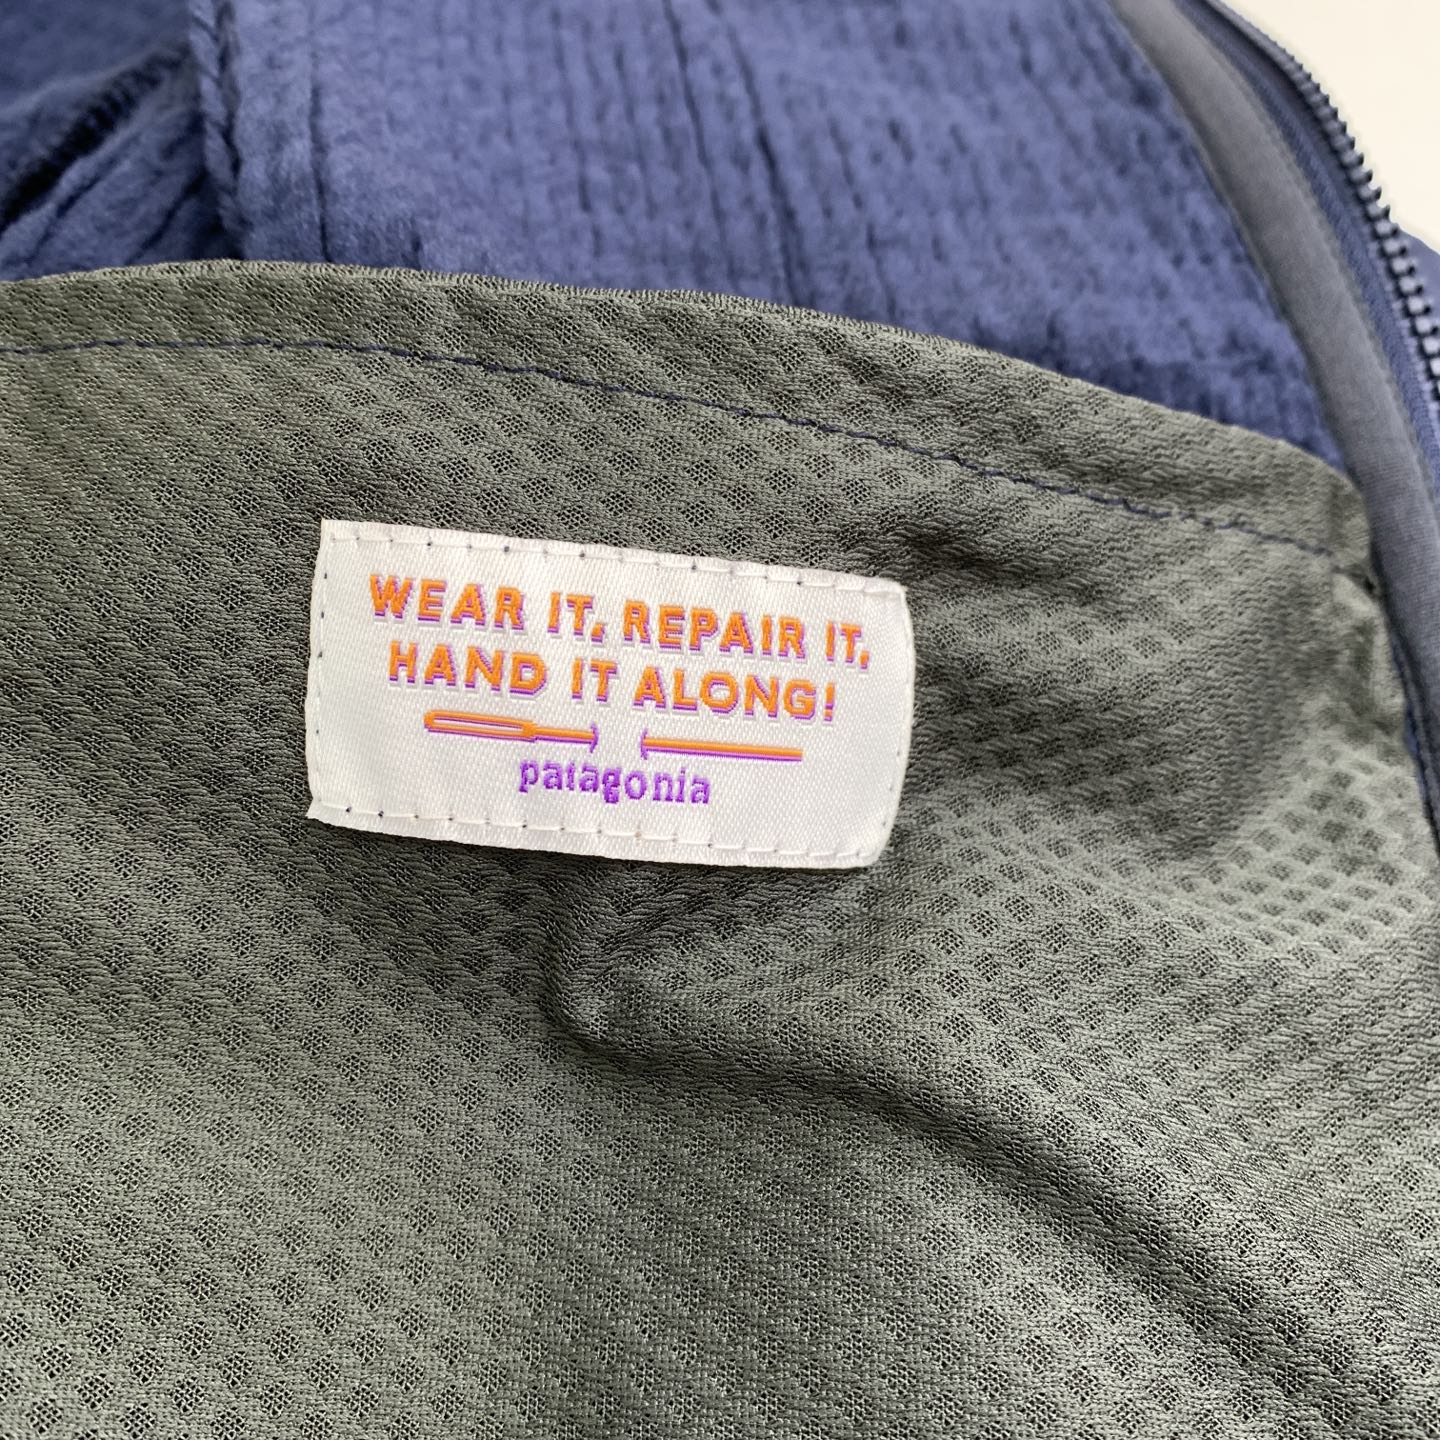 WEAR IT, REPAIR IT,
HAND IT ALONG!
patagonia